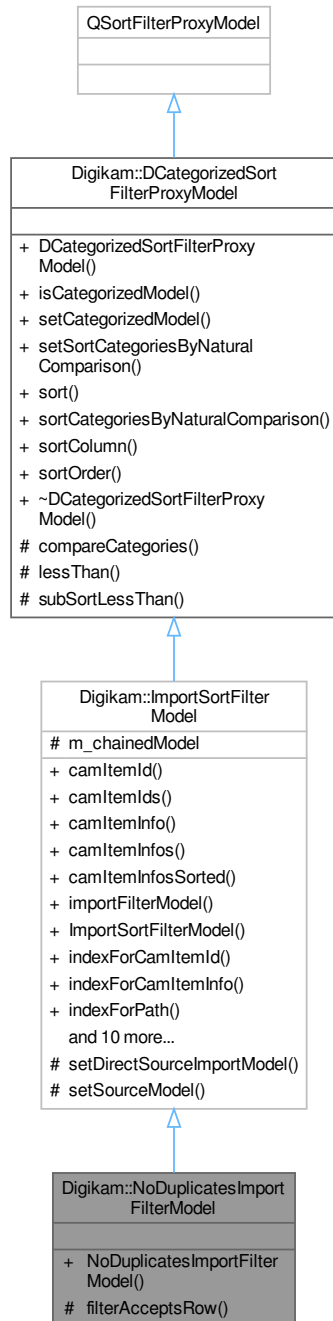 QSortFilterProxyModel
Digikam::DCategorizedSort
FilterProxyModel
+ DCategorizedSortFilterProxy
Model()
+ isCategorizedModel()
+ setCategorizedModel()
+ setSortCategoriesByNatural
Comparison()
+ sort()
+ sortCategoriesByNaturalComparison()
+ sortColumn()
+ sortOrder()
+ ~DCategorizedSortFilterProxy
Model()
# compareCategories()
# lessThan()
# subSortLessThan()
Digikam::ImportSortFilter
Model
# m_chainedModel
+ camItemId()
+ camItemIds()
+ camItemInfo()
+ camItemInfos()
+ camItemInfosSorted()
+ importFilterModel()
+ ImportSortFilterModel()
+ indexForCamItemId()
+ indexForCamItemInfo()
+ indexForPath()
and 10 more...
# setDirectSourceImportModel()
# setSourceModel()
Digikam::NoDuplicatesImport
FilterModel
+ NoDuplicatesImportFilter
Model()
# filterAcceptsRow()